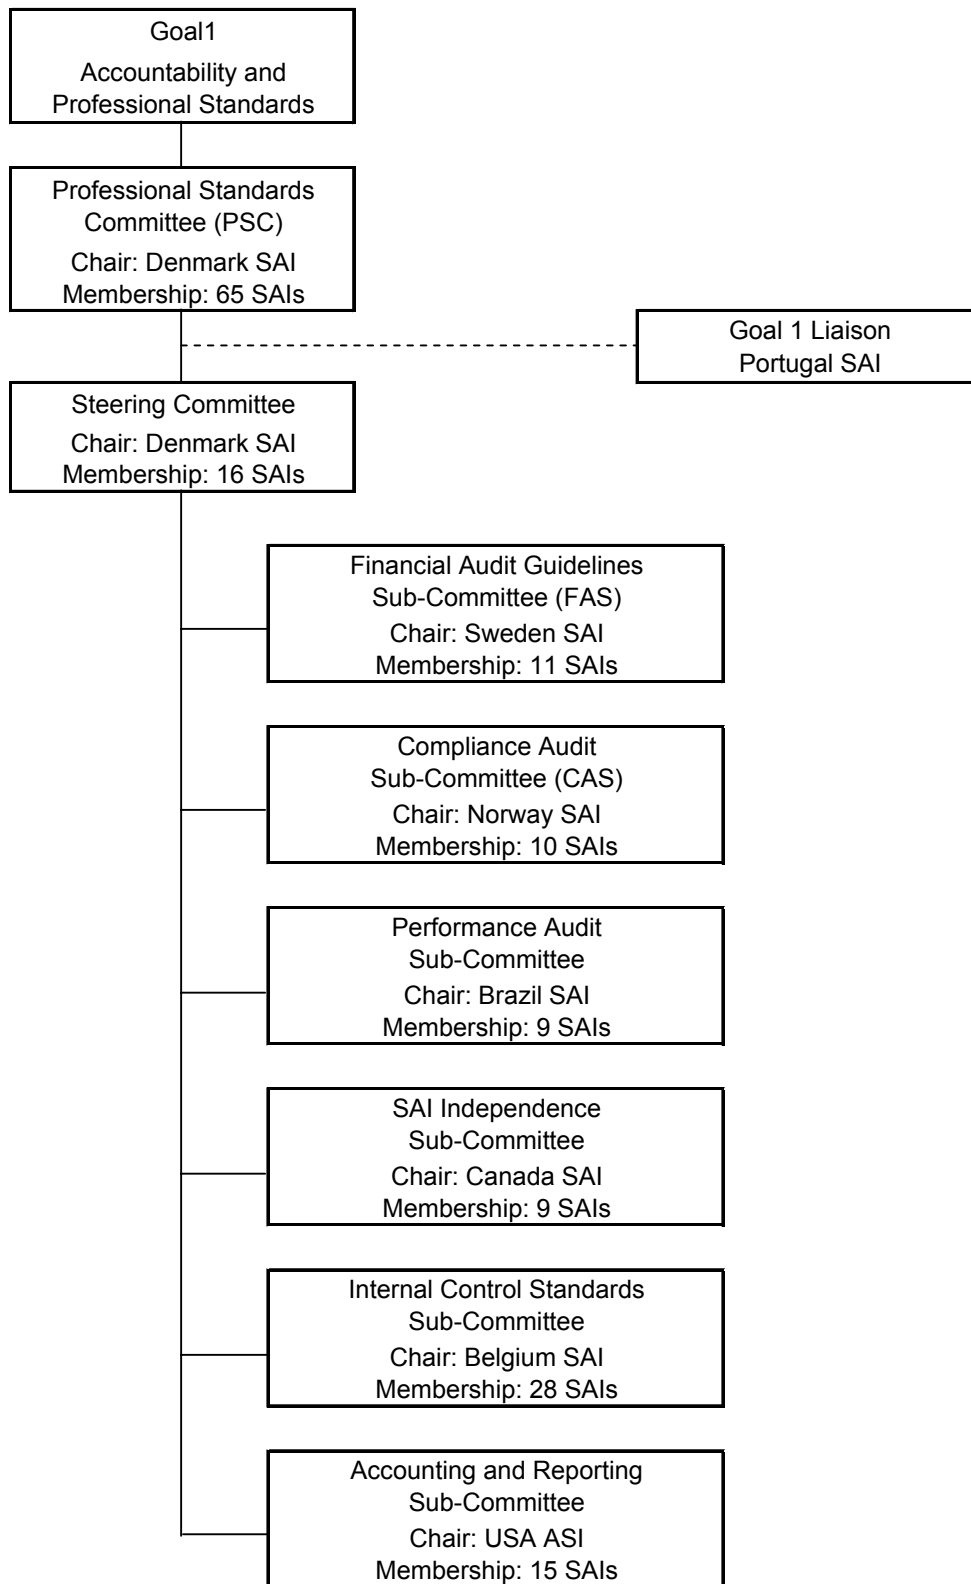 Goal1
Accountability and
Professional Standards
Professional Standards
Committee (PSC)
Chair: Denmark SAI
Membership: 65 SAIs
Goal 1 Liaison
Portugal SAI
Steering Committee
Chair: Denmark SAI
Membership: 16 SAIs
Financial Audit Guidelines
Sub-Committee (FAS)
Chair: Sweden SAI
Membership: 11 SAIs
Compliance Audit
Sub-Committee (CAS)
Chair: Norway SAI
Membership: 10 SAIs
Performance Audit
Sub-Committee
Chair: Brazil SAI
Membership: 9 SAIs
SAI Independence
Sub-Committee
Chair: Canada SAI
Membership: 9 SAIs
Internal Control Standards
Sub-Committee
Chair: Belgium SAI
Membership: 28 SAIs
Accounting and Reporting
Sub-Committee
Chair: USA ASI
Membership: 15 SAIs